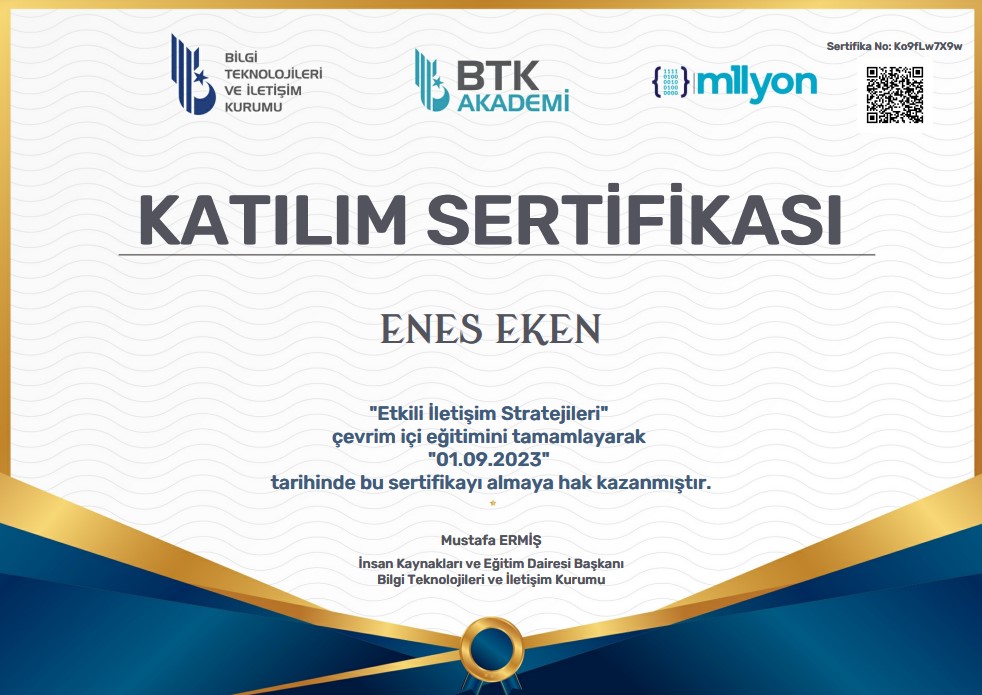 Sertifika No: Ko9fLw7X9w
BİLGİ
TEKNOLOJİLERİ
VE İLETİŞİM
KURUMU
BTK
AKADEMİ
1111
0100
0010
0100
0000
m1lyon
KATILIM SERTİFİKASI
ENES EKEN
"Etkili İletişim Stratejileri"
çevrim içi eğitimini tamamlayarak
"01.09.2023"
tarihinde bu sertifikayı almaya hak kazanmıştır.
Mustafa ERMİŞ
İnsan Kaynakları ve Eğitim Dairesi Başkanı
Bilgi Teknolojileri ve İletişim Kurumu